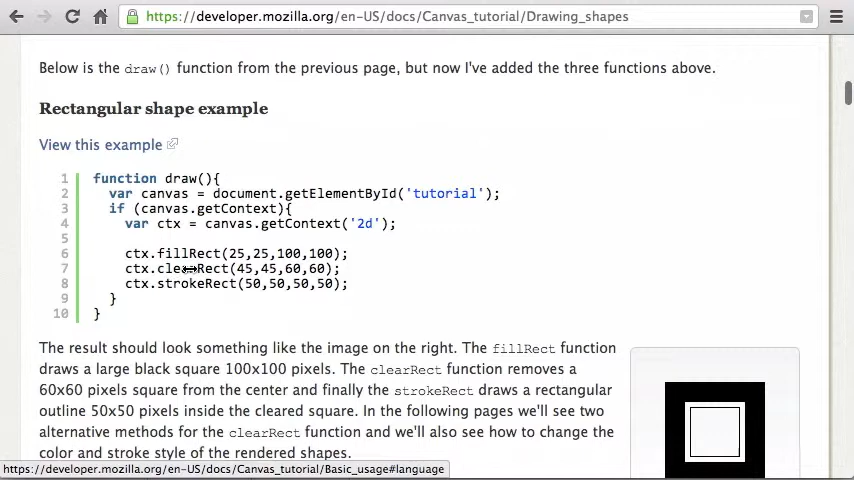 https://developer.mozilla.org/en-US/docs/Canvas_tutorial/Drawing_shapes
Below is the draw() function from the previous page, but now I've added the three functions above.
Rectangular shape example
View this example
1 function draw(){
2 var canvas = document.getElementById('tutorial');
3 if (canvas.getContext){
4 var ctx = canvas.getContext('2d');
5
6 ctx.fillRect(25,25,100,100);
7 ctx.clearRect(45,45,60,60);
8 ctx.strokeRect(50,50,50,50);
9 }
10 }
The result should look something like the image on the right. The fillRect function
draws a large black square 100x100 pixels. The clearRect function removes a
60x60 pixels square from the center and finally the strokeRect draws a rectangular
outline 50x50 pixels inside the cleared square. In the following pages we'll see two
alternative methods for the clearRect function and we'll also see how to change the
color and stroke style of the rendered shapes.
https://developer.mozilla.org/en-US/docs/Canvas_tutorial/Basic_usage#language